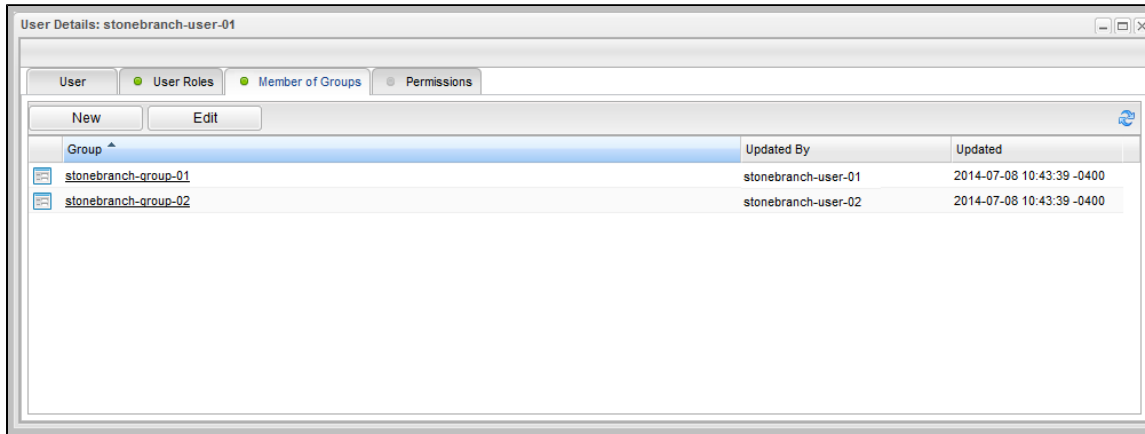 User Details: stonebranch-user-01
User User Roles Member of Groups Permissions
New Edit
Group Updated By Updated
stonebranch-group-01 stonebranch-user-01 2014-07-08 10:43:39 -0400
stonebranch-group-02 stonebranch-user-02 2014-07-08 10:43:39 -0400